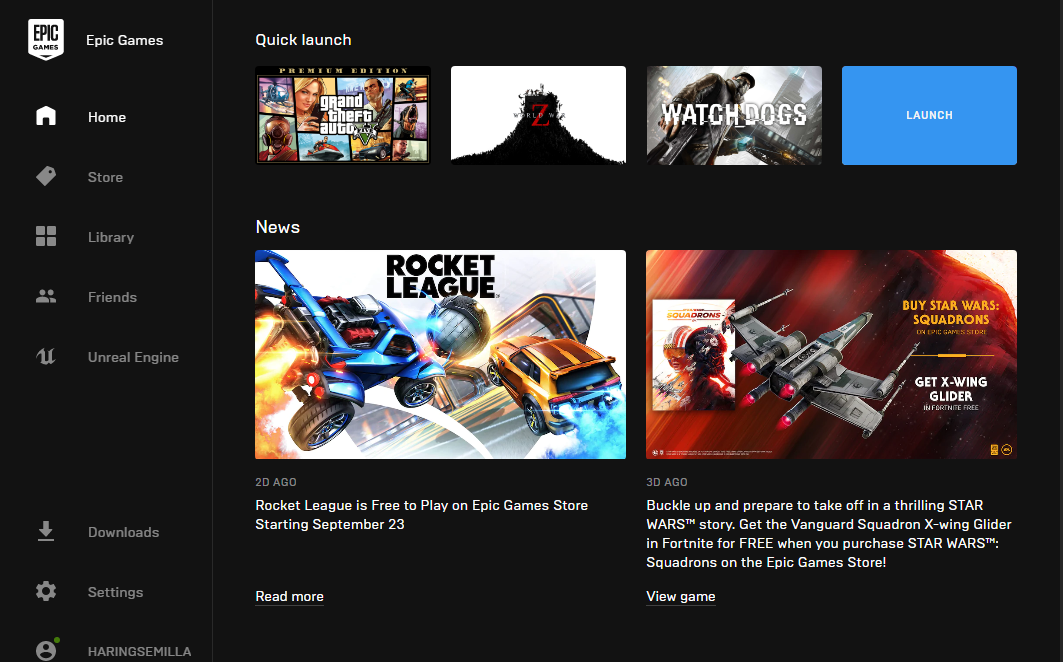 EPIC
GAMES
Epic Games
Home
Store
Library
Friends
Unreal Engine
Downloads
Settings
HARINGSEMILLA
Quick launch
PREMIUM EDITION
grand
theft
auto
V
WORLD WAR
Z
WATCH_DOGS
LAUNCH
News
ROCKET
LEAGUE
2D AGO
Rocket League is Free to Play on Epic Games Store
Starting September 23
Read more
SQUADRONS
BUY STAR WARS:
SQUADRONS
ON EPIC GAMES STORE
GET X-WING
GLIDER
IN FORTNITE FREE
3D AGO
Buckle up and prepare to take off in a thrilling STAR
WARS™ story. Get the Vanguard Squadron X-wing Glider
in Fortnite for FREE when you purchase STAR WARS™:
Squadrons on the Epic Games Store!
View game